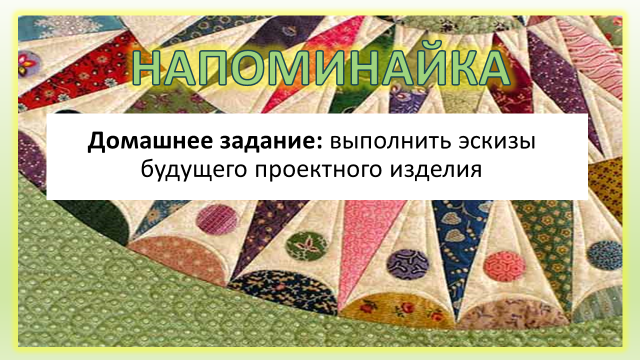 НАПОМИНАЙКА
Домашнее задание: выполнить эскизы
будущего проектного изделия